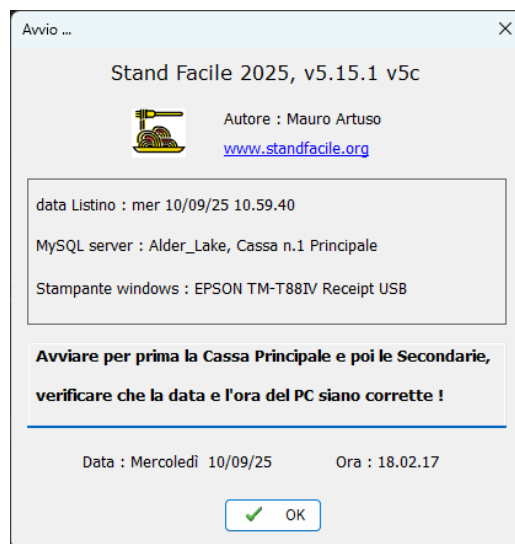 Avvio ...
Stand Facile 2025, v5.15.1 v5c
Autore : Mauro Artuso
www.standfacile.org
data Listino : mer 10/09/25 10.59.40
MySQL server : Alder_Lake, Cassa n.1 Principale
Stampante windows : EPSON TM-T88IV Receipt USB
Avviare per prima la Cassa Principale e poi le Secondarie,
verificare che la data e l'ora del PC siano corrette !
Data : Mercoledì 10/09/25 Ora : 18.02.17
OK